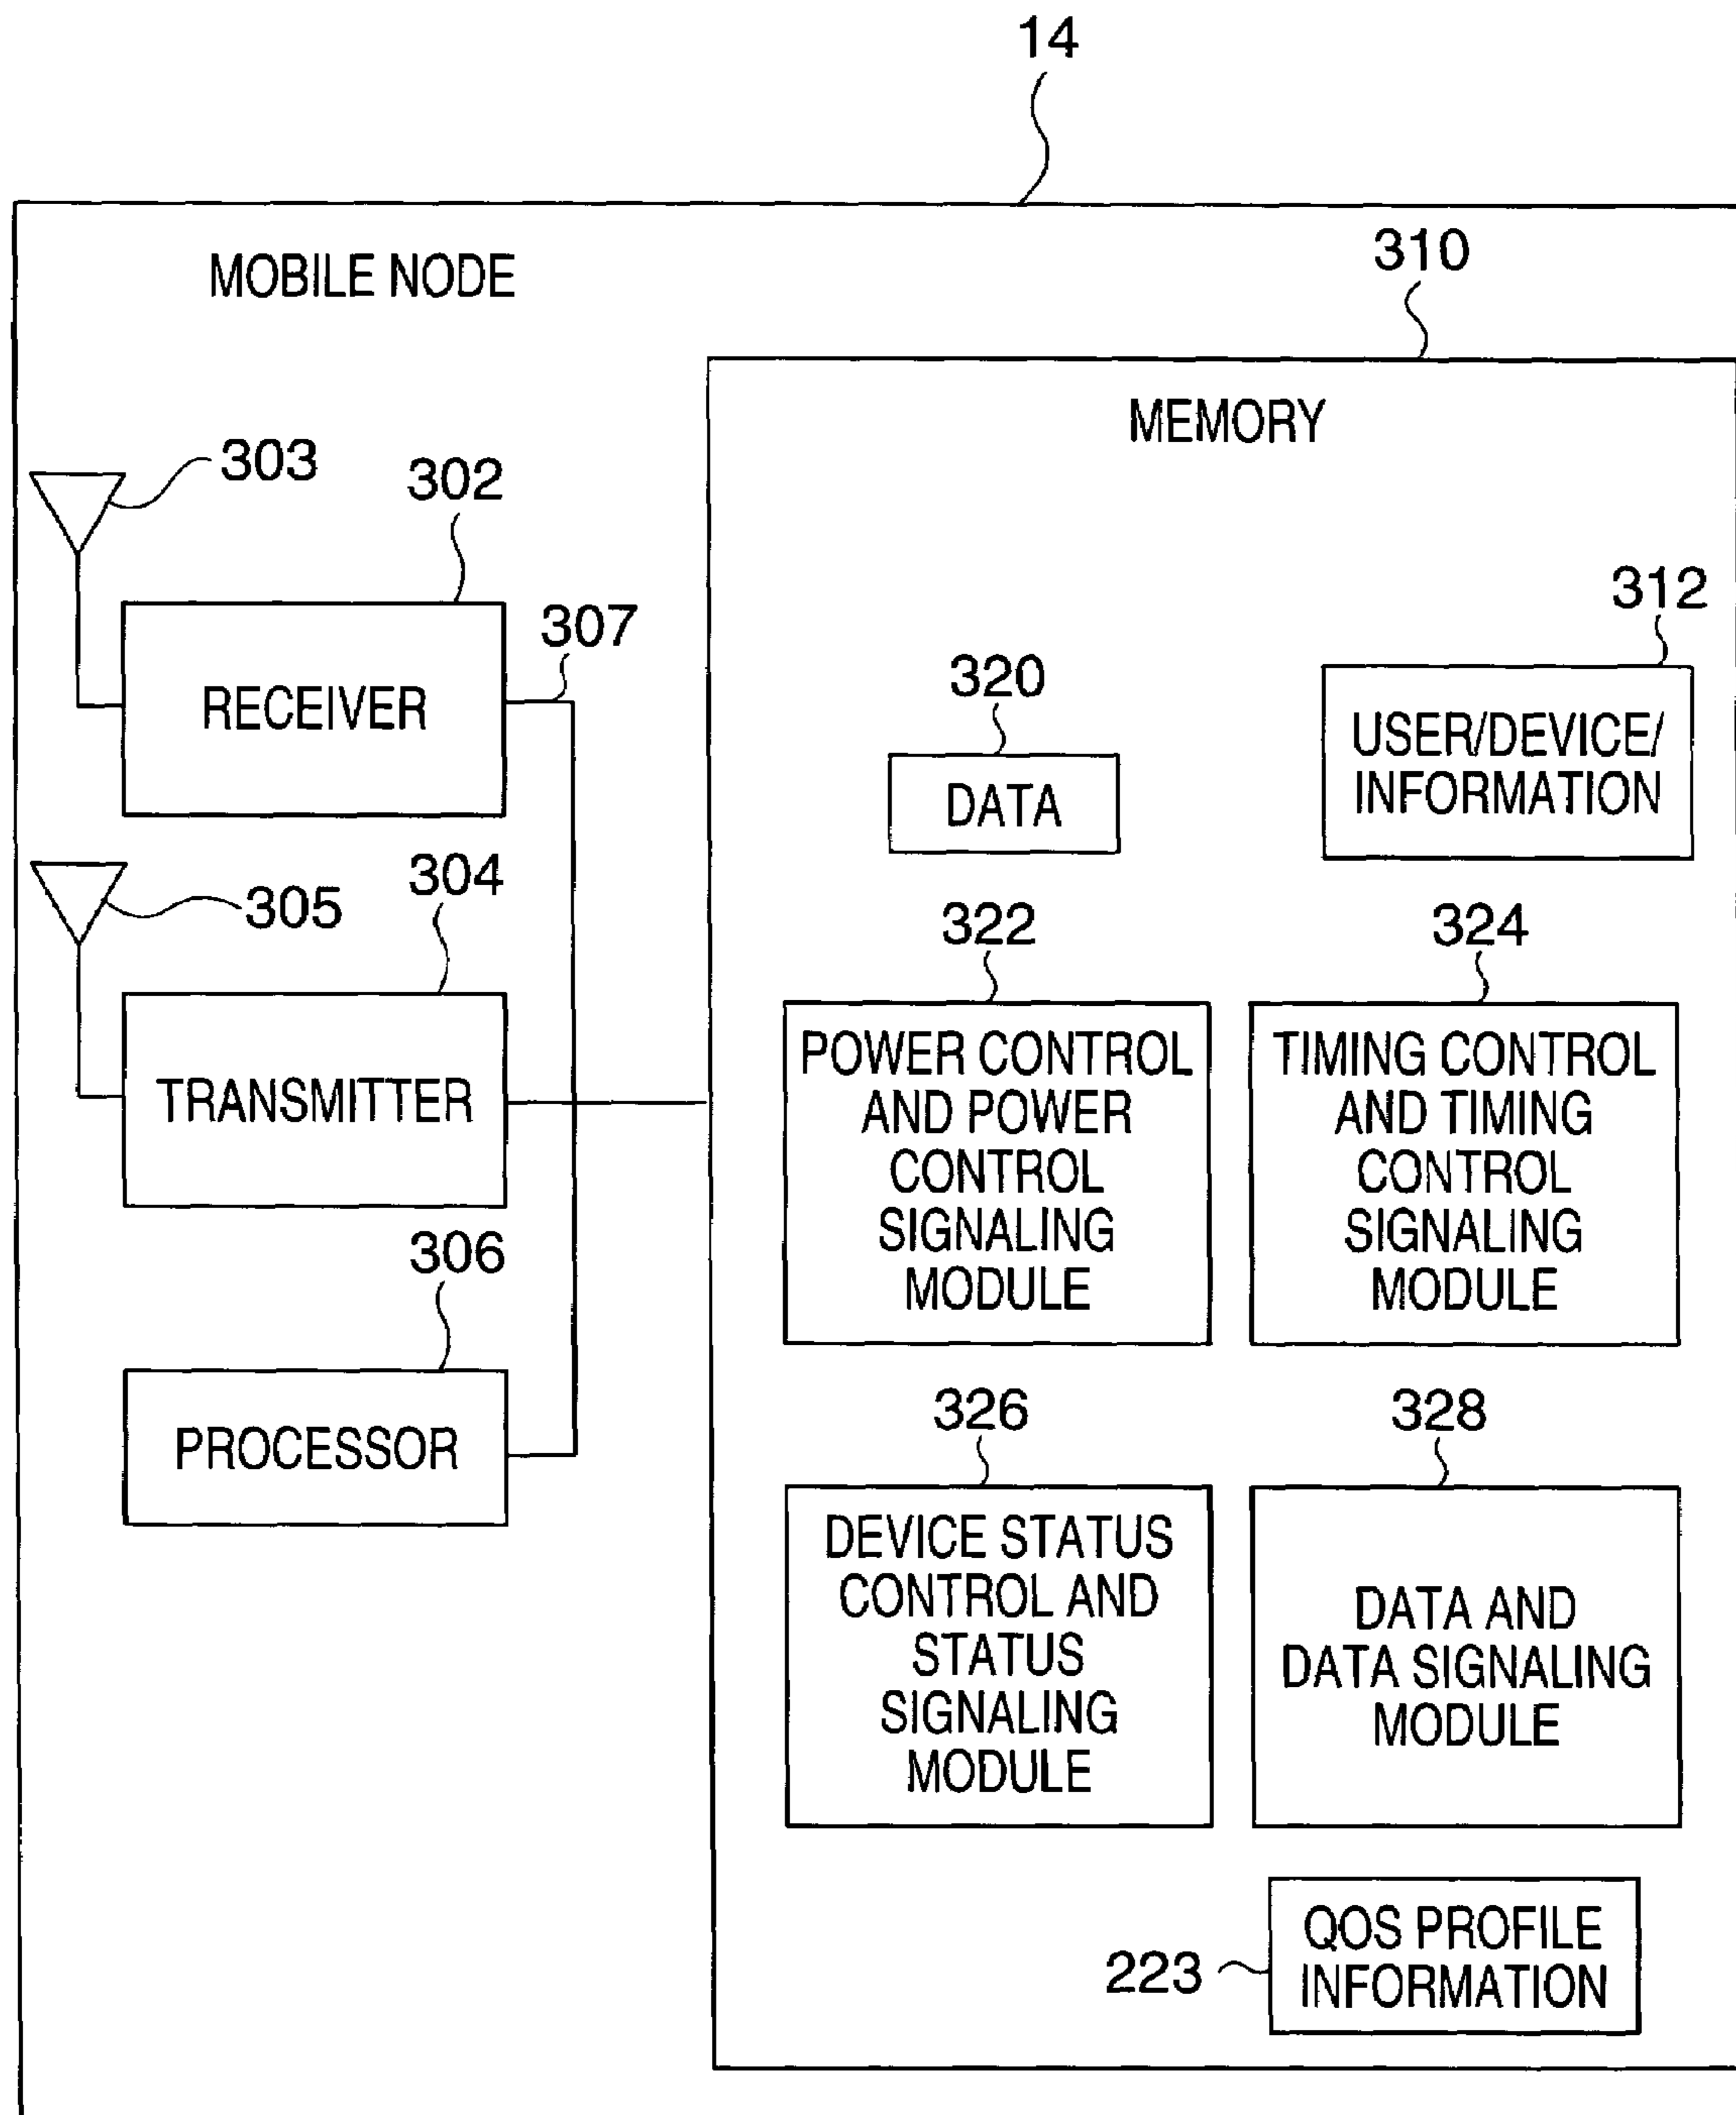 14
MOBILE NODE
310
MEMORY
303
302
307
RECEIVER
312
USER/DEVICE/
INFORMATION
320
DATA
305
304
TRANSMITTER
322
POWER CONTROL
AND POWER
CONTROL
SIGNALING
MODULE
324
TIMING CONTROL
AND TIMING
CONTROL
SIGNALING
MODULE
306
PROCESSOR
326
DEVICE STATUS
CONTROL AND
STATUS
SIGNALING
MODULE
328
DATA AND
DATA SIGNALING
MODULE
223
QOS PROFILE
INFORMATION